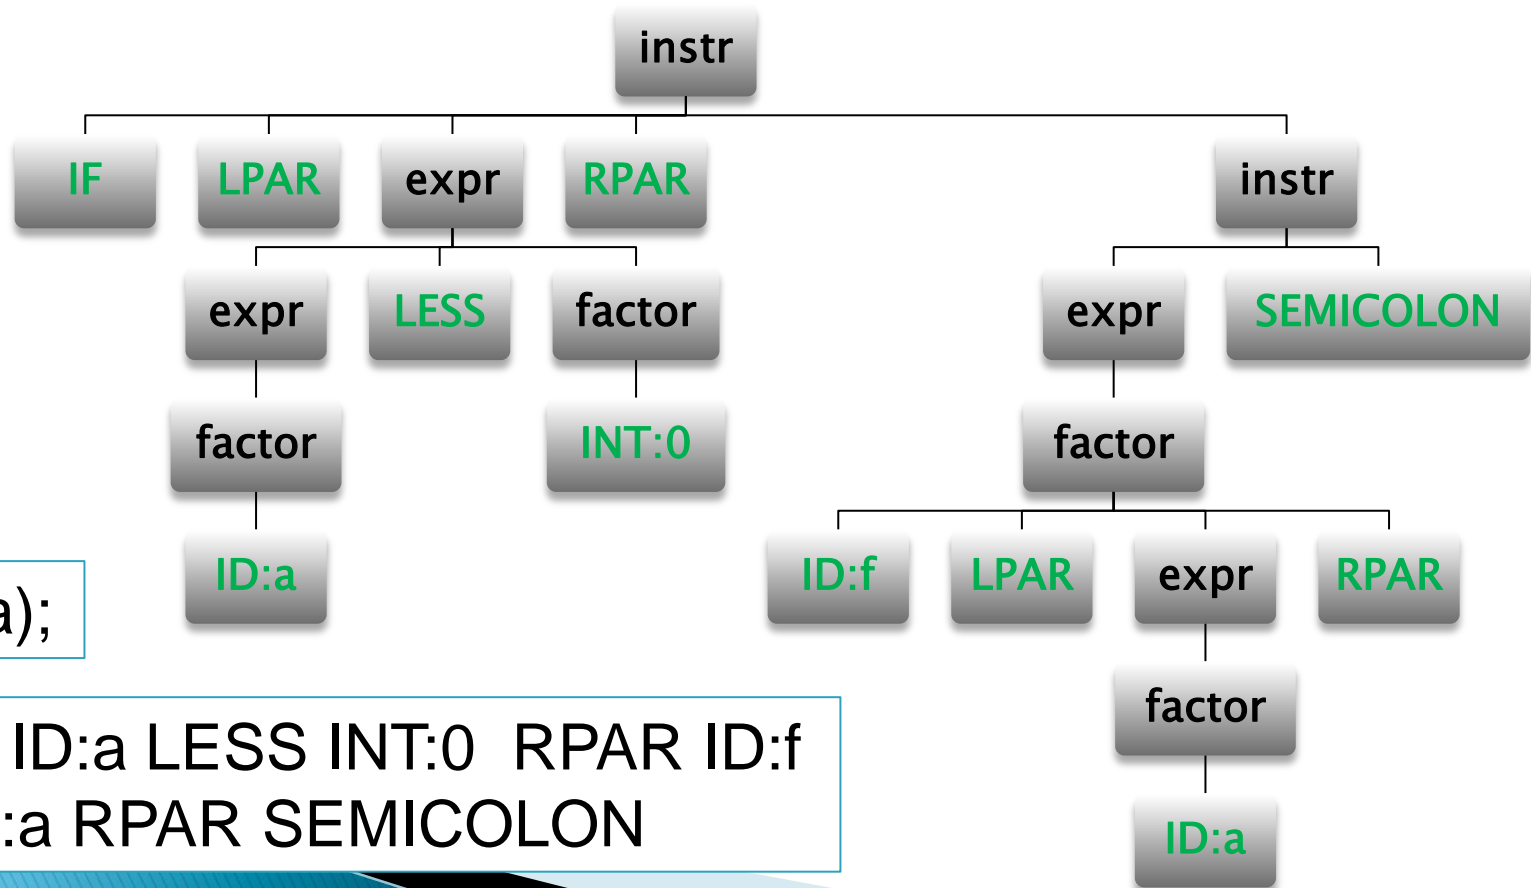 instr
IF LPAR expr RPAR instr
expr LESS factor expr SEMICOLON
factor INT:0 factor
ID:a ID:f LPAR expr RPAR
a);
factor
ID:a LESS INT:0 RPAR ID:f
:a RPAR SEMICOLON
ID:a